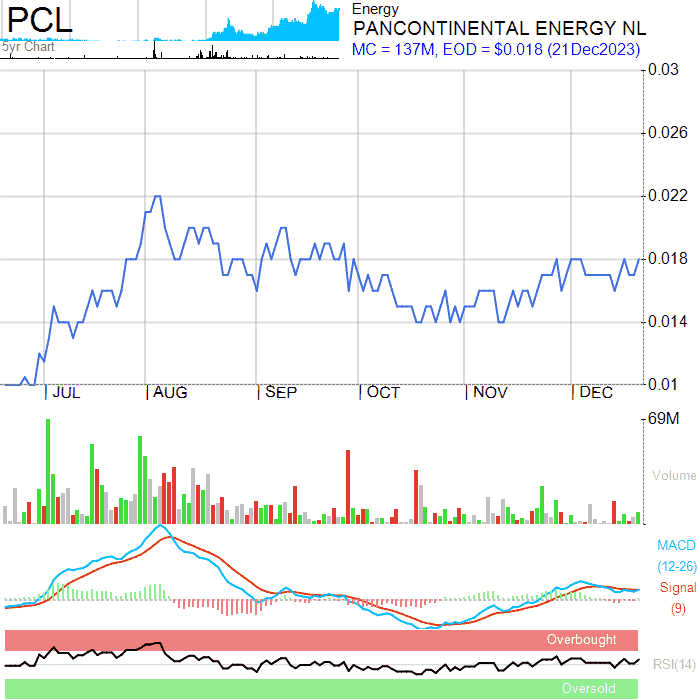 PCL
5yr Chart
Energy
PANCONTINENTAL ENERGY NL
MC = 137M, EOD = $0.018 (21Dec2023)
0.03
0.026
0.022
0.018
0.014
0.01
JUL AUG SEP OCT NOV DEC
69M
Volume
MACD
(12-26)
Signal
(9)
Overbought
RSI(14)
Oversold